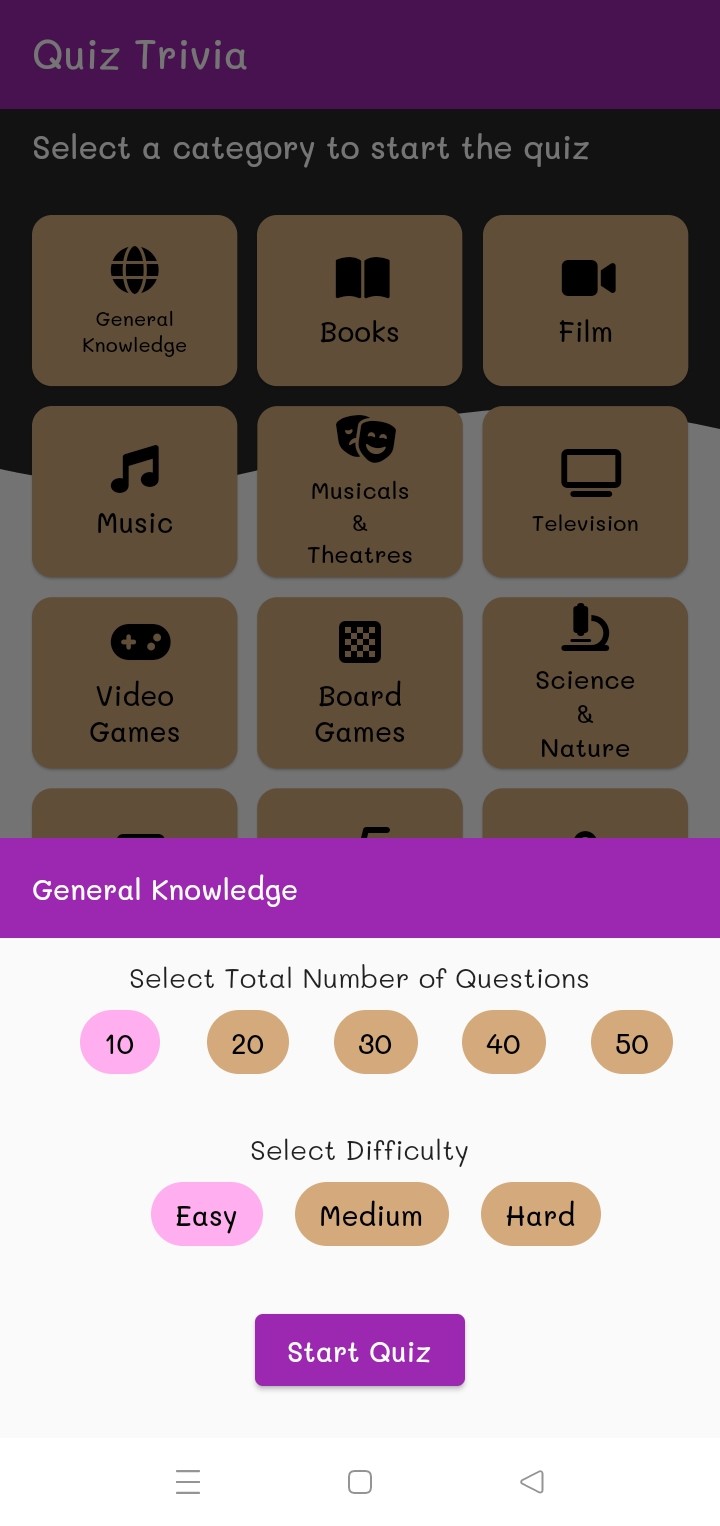 Quiz Trivia
Select a category to start the quiz
General
Knowledge
Books
Film
Music
Musicals
&
Theatres
Television
Video
Games
Board
Games
Science
&
Nature
General Knowledge
Select Total Number of Questions
10 20 30 40 50
Select Difficulty
Easy Medium Hard
Start Quiz